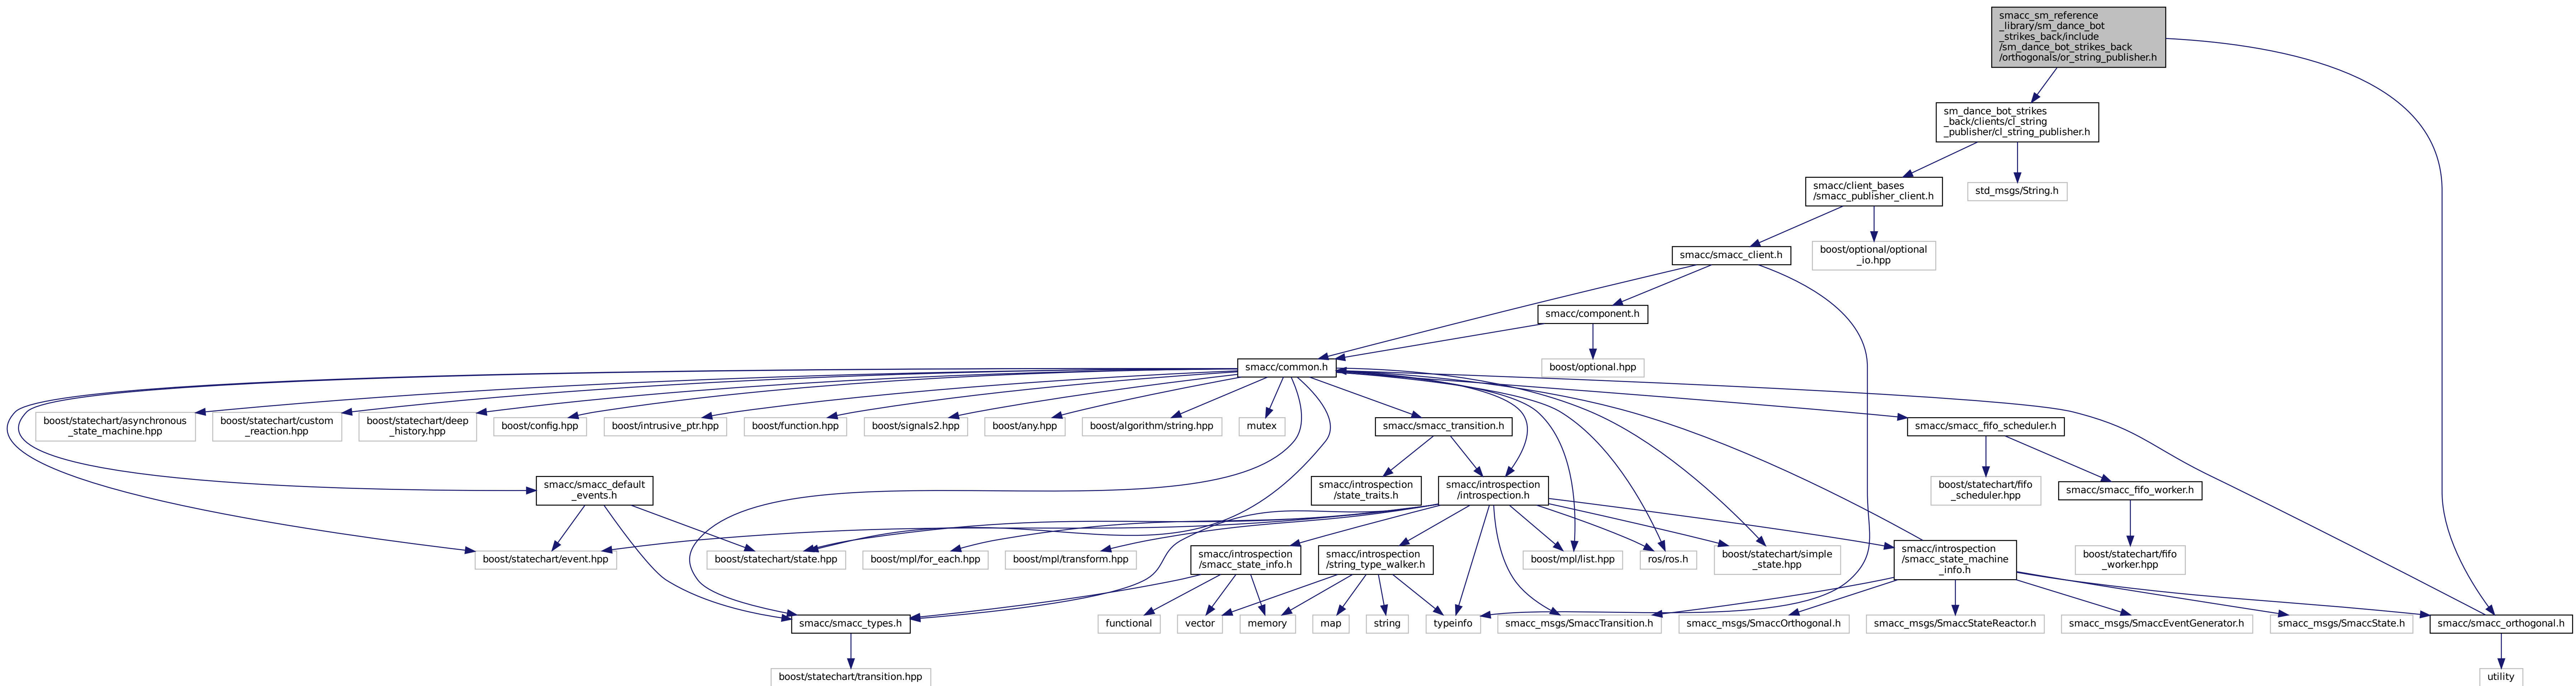 smacc_sm_reference
_library/sm_dance_bot
_strikes_back/include
/sm_dance_bot_strikes_back
/orthogonals/or_string_publisher.h
sm_dance_bot_strikes
_back/clients/cl_string
_publisher/cl_string_publisher.h
smacc/client_bases
/smacc_publisher_client.h
std_msgs/String.h
smacc/smacc_client.h
boost/optional/optional
_io.hpp
smacc/component.h
smacc/common.h
boost/optional.hpp
boost/statechart/asynchronous
_state_machine.hpp
boost/statechart/custom
_reaction.hpp
boost/statechart/deep
_history.hpp
boost/config.hpp
boost/intrusive_ptr.hpp
boost/function.hpp
boost/signals2.hpp
boost/any.hpp
boost/algorithm/string.hpp
mutex
smacc/smacc_transition.h
smacc/smacc_fifo_scheduler.h
smacc/smacc_default
_events.h
smacc/introspection
/state_traits.h
smacc/introspection
/introspection.h
boost/statechart/fifo
_scheduler.hpp
smacc/smacc_fifo_worker.h
boost/statechart/event.hpp
boost/statechart/state.hpp
boost/mpl/for_each.hpp
boost/mpl/transform.hpp
smacc/introspection
/smacc_state_info.h
smacc/introspection
/string_type_walker.h
boost/mpl/list.hpp
ros/ros.h
boost/statechart/simple
_state.hpp
smacc/introspection
/smacc_state_machine
_info.h
boost/statechart/fifo
_worker.hpp
smacc/smacc_types.h
functional
vector
memory
map
string
typeinfo
smacc_msgs/SmaccTransition.h
smacc_msgs/SmaccOrthogonal.h
smacc_msgs/SmaccStateReactor.h
smacc_msgs/SmaccEventGenerator.h
smacc_msgs/SmaccState.h
smacc/smacc_orthogonal.h
boost/statechart/transition.hpp
utility